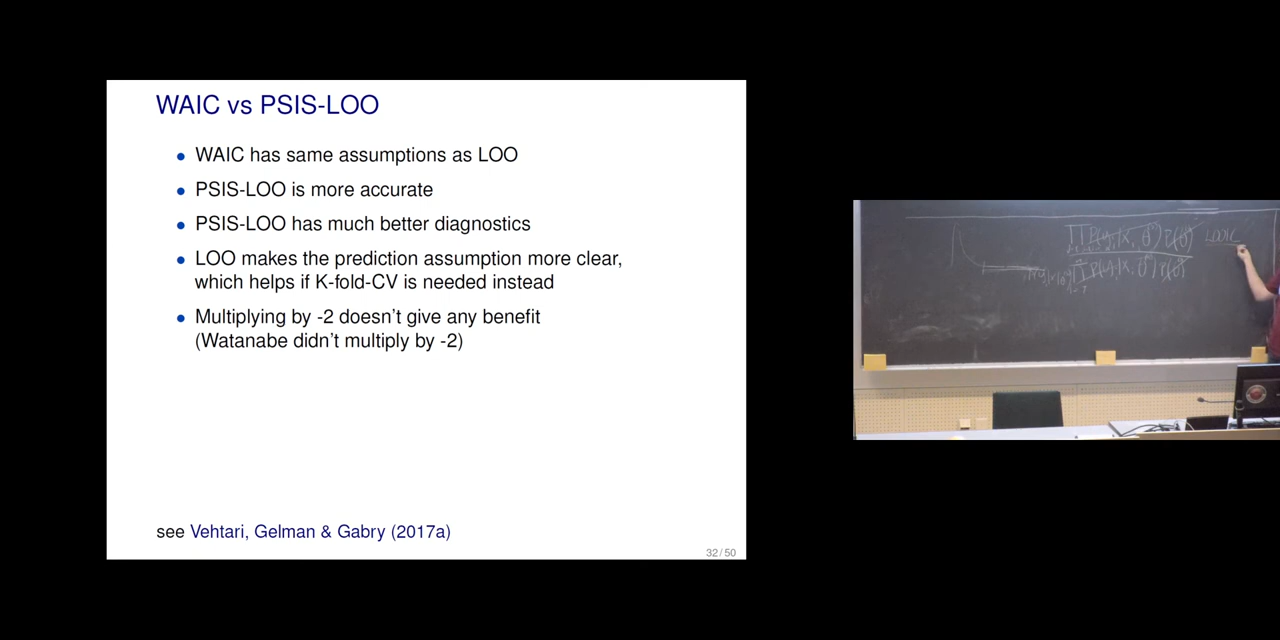 WAIC vs PSIS-LOO
• WAIC has same assumptions as LOO
• PSIS-LOO is more accurate
• PSIS-LOO has much better diagnostics
• LOO makes the prediction assumption more clear,
which helps if K-fold-CV is needed instead
• Multiplying by -2 doesn't give any benefit
(Watanabe didn't multiply by -2)
see Vehtari, Gelman & Gabry (2017a)
32 / 50
LOOIC